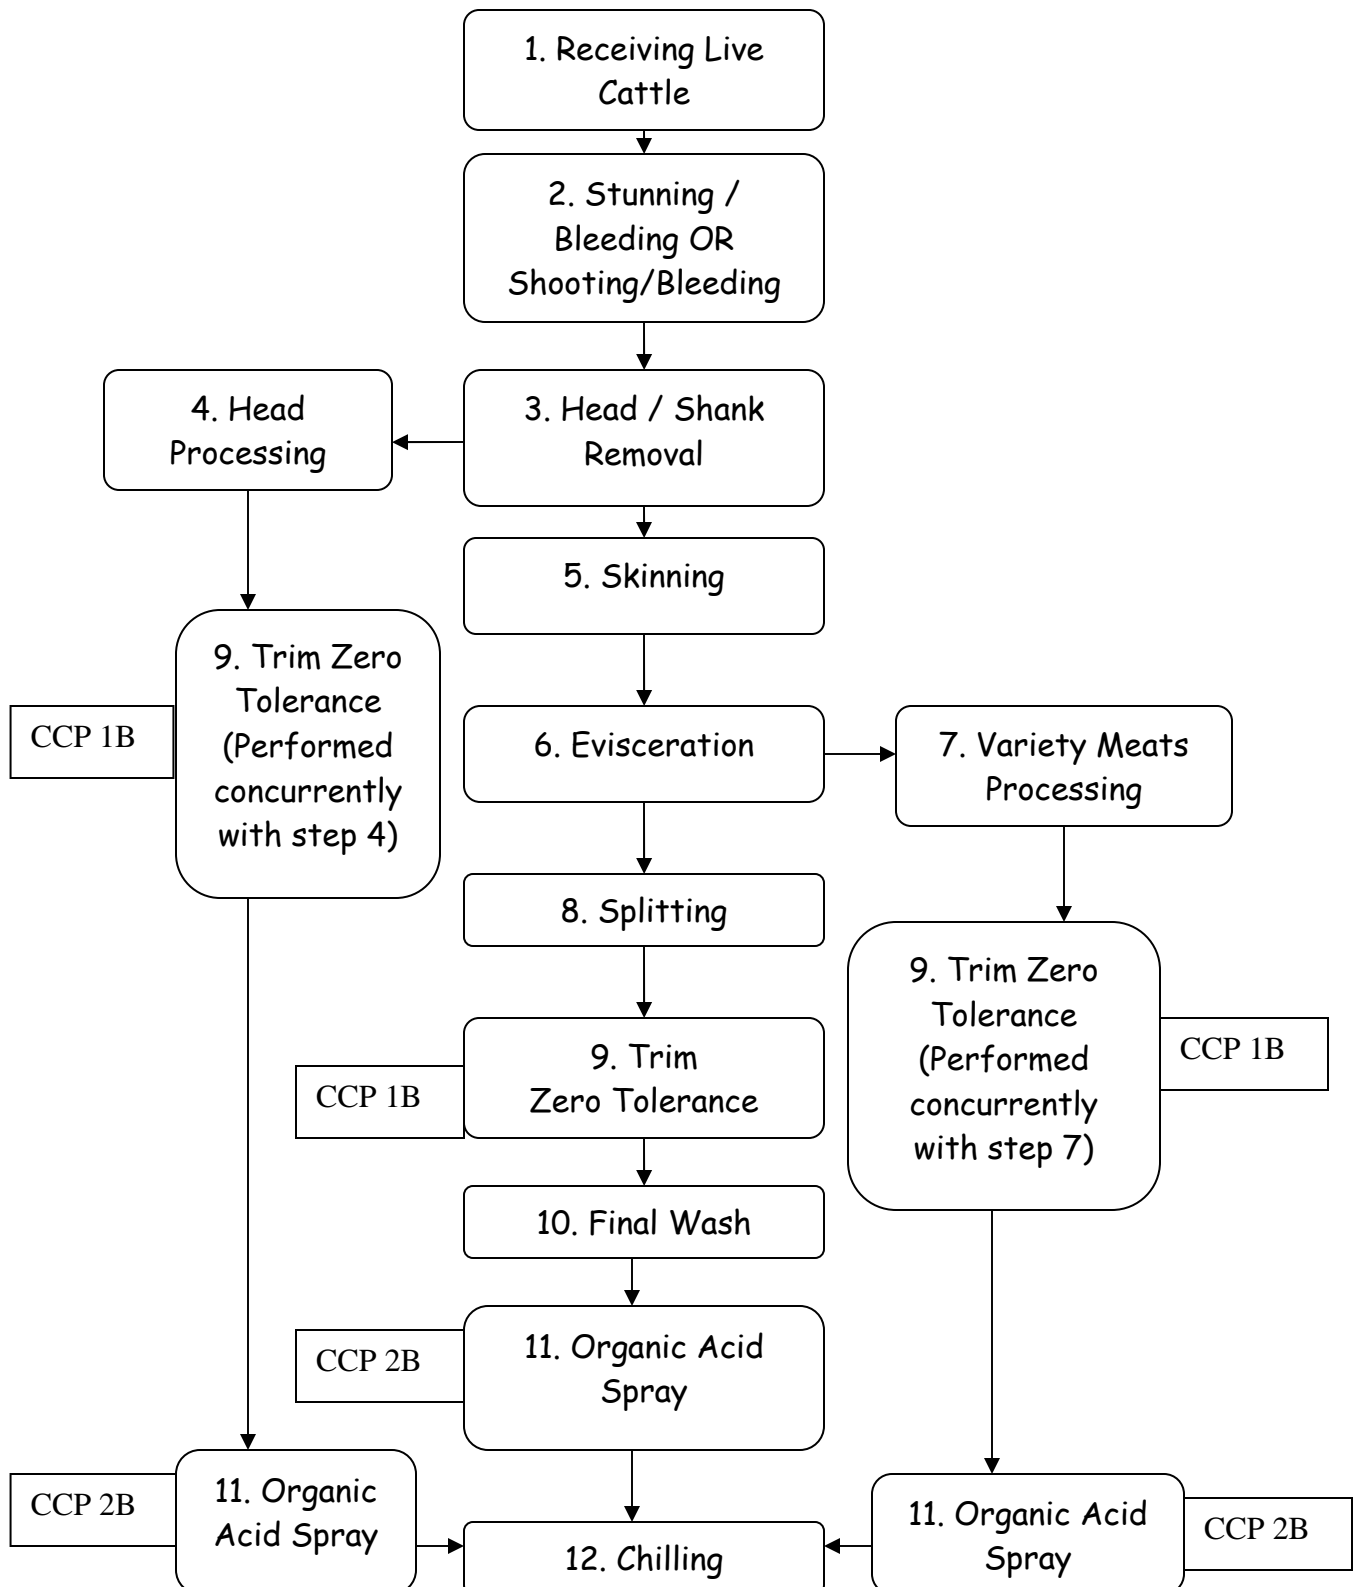 1. Receiving Live
Cattle
2. Stunning /
Bleeding OR
Shooting/Bleeding
4. Head
Processing
3. Head / Shank
Removal
5. Skinning
9. Trim Zero
Tolerance
(Performed
concurrently
with step 4)
CCP 1B
6. Evisceration
7. Variety Meats
Processing
8. Splitting
9. Trim Zero
Tolerance
(Performed
concurrently
with step 7)
CCP 1B
9. Trim
Zero Tolerance
CCP 1B
10. Final Wash
11. Organic Acid
Spray
CCP 2B
11. Organic
Acid Spray
CCP 2B
11. Organic Acid
Spray
CCP 2B
12. Chilling